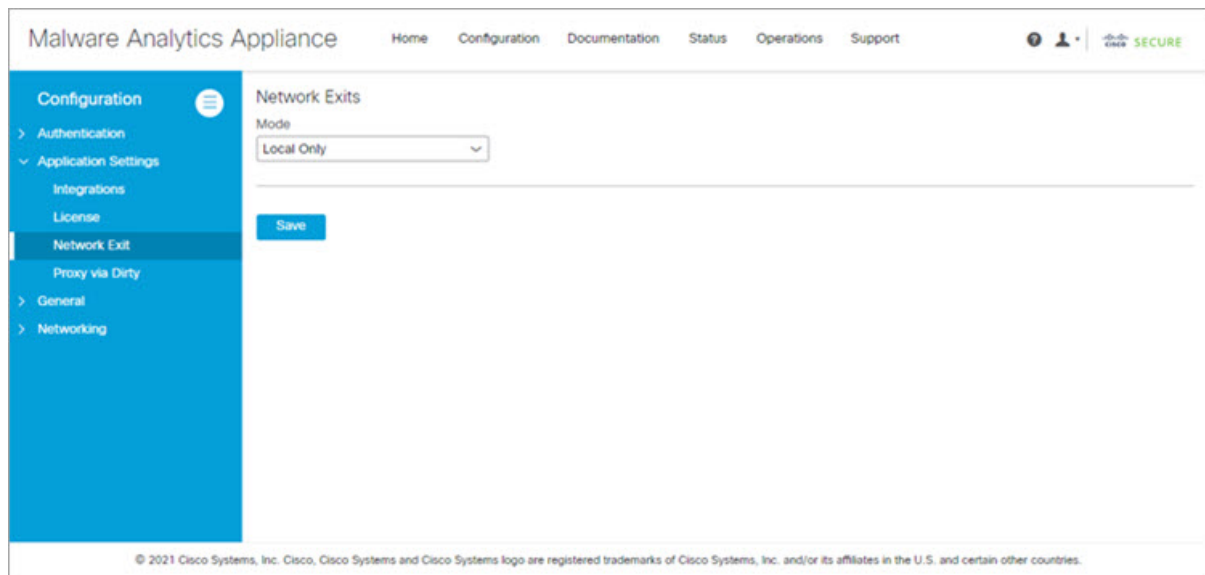 Malware Analytics Appliance
Home Configuration Documentation Status Operations Support
CISCO SECURE
Configuration
Authentication
Application Settings
Integrations
License
Network Exit
Proxy via Dirty
General
Networking
Network Exits
Mode
Local Only
Save
© 2021 Cisco Systems, Inc. Cisco, Cisco Systems and Cisco Systems logo are registered trademarks of Cisco Systems, Inc. and/or its affiliates in the U.S. and certain other countries.